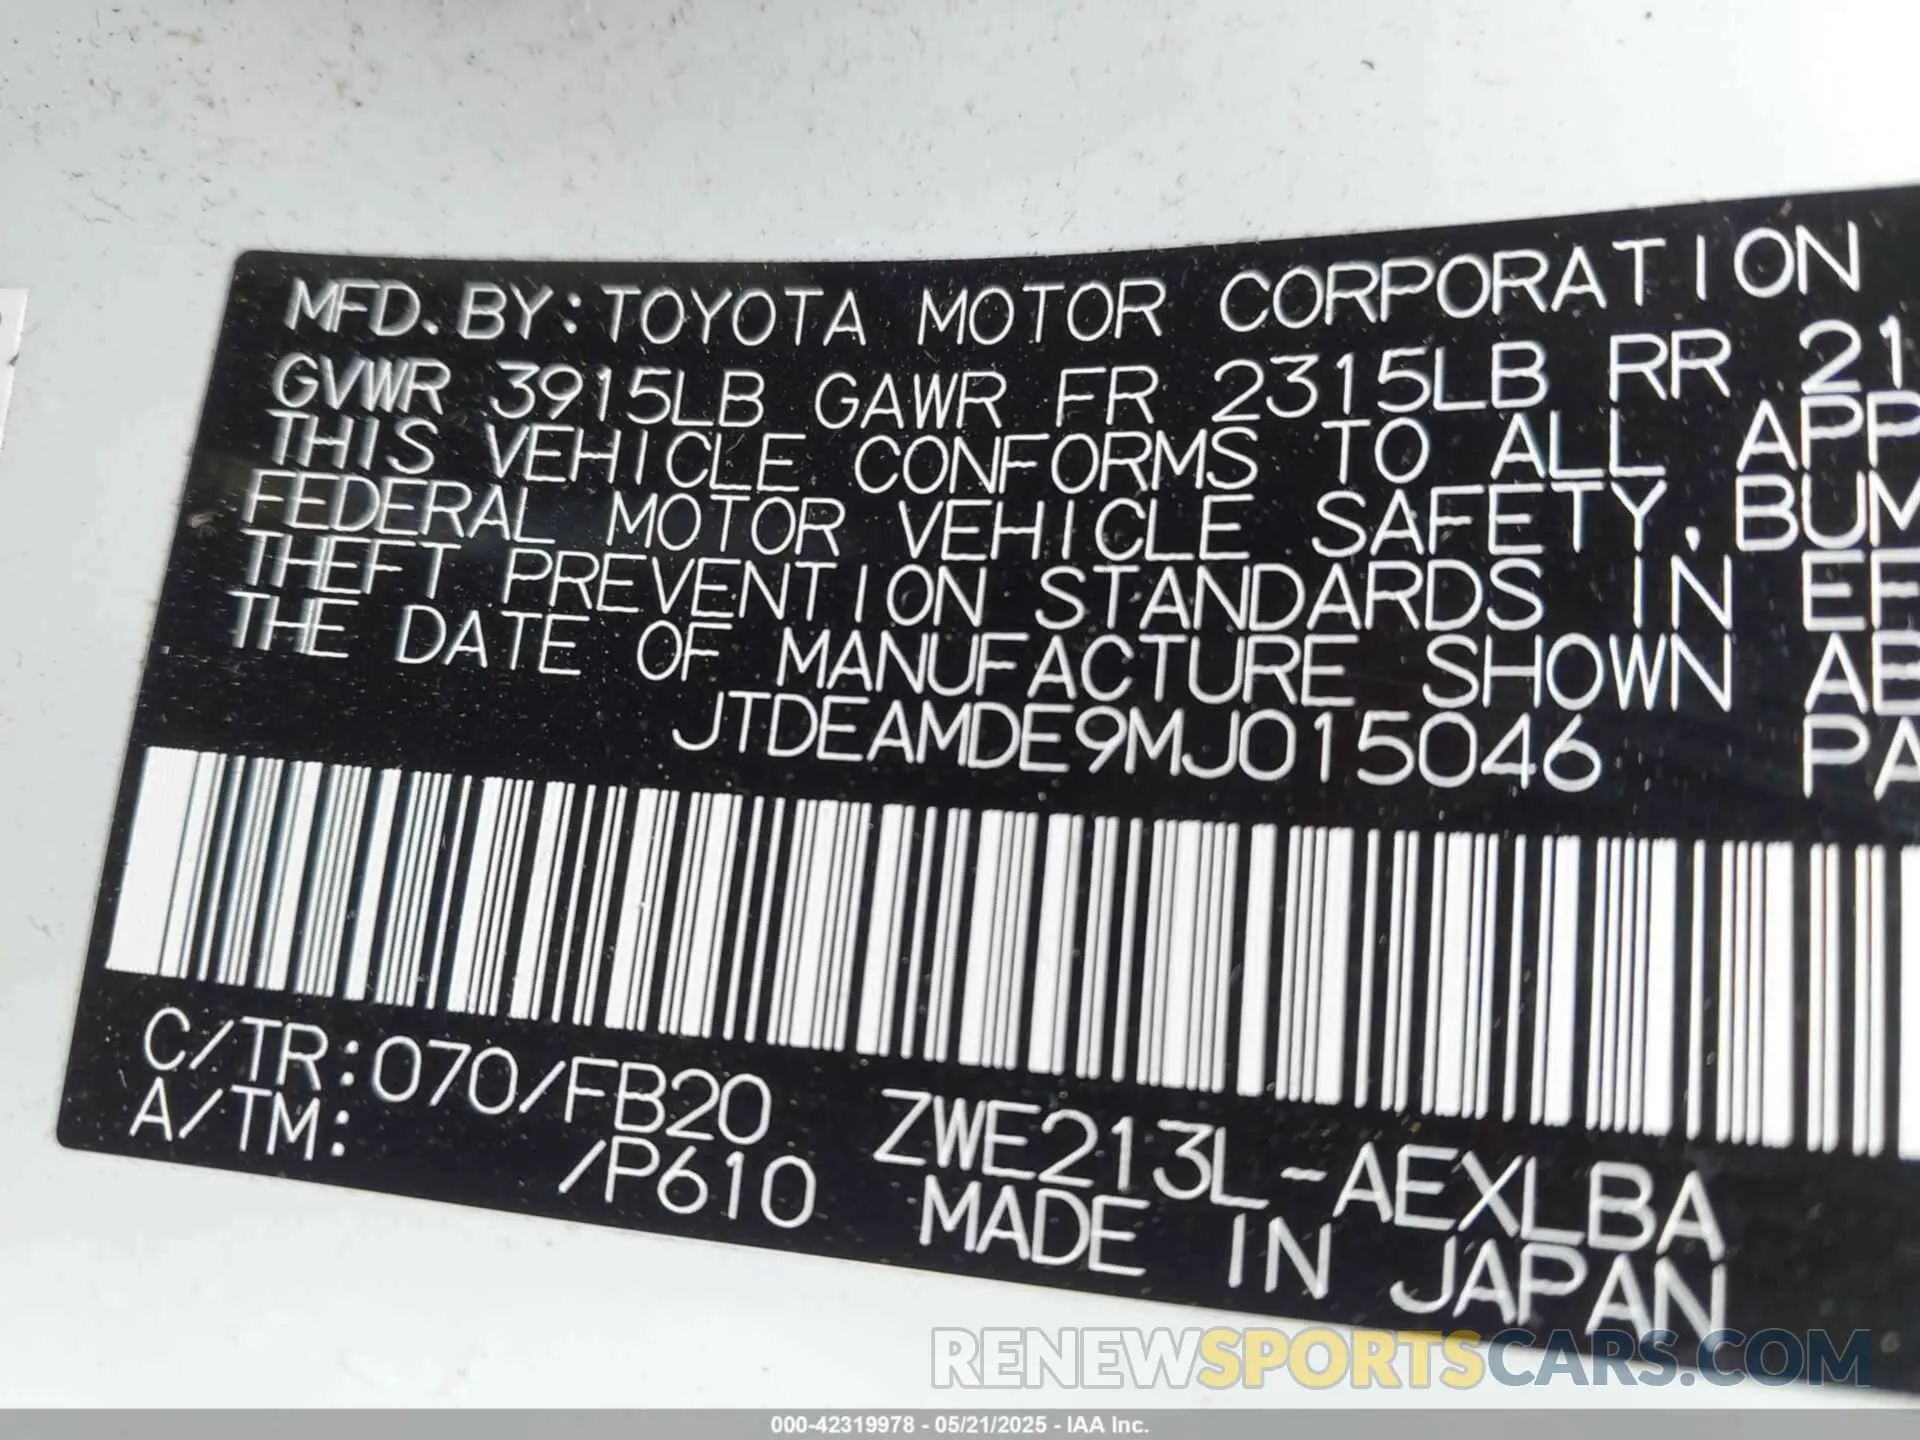 MFD. BY: TOYOTA MOTOR CORPORATION
GVWR 3915LB GAWR FR 2315LB RR 21
THIS VEHICLE CONFORMS TO ALL APP
FEDERAL MOTOR VEHICLE SAFETY, BUM
THEFT PREVENTION STANDARDS IN EF
THE DATE OF MANUFACTURE SHOWN AB
JTDEAMDE9MJ015046 PA
C/TR:070/FB20 ZWE213L-AEXLBA
A/TM: /P610 MADE IN JAPAN
RENEWSPORTSCARS.COM
000-42319978 - 05/21/2025 - IAA Inc.